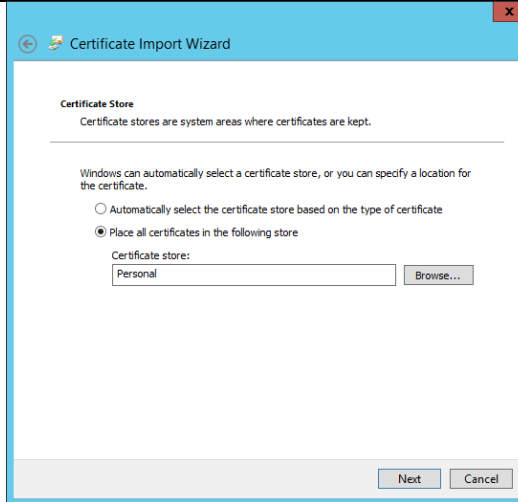 x
Certificate Import Wizard
Certificate Store
Certificate stores are system areas where certificates are kept.
Windows can automatically select a certificate store, or you can specify a location for
the certificate.
Automatically select the certificate store based on the type of certificate
Place all certificates in the following store
Certificate store:
Personal
Browse...
Next
Cancel